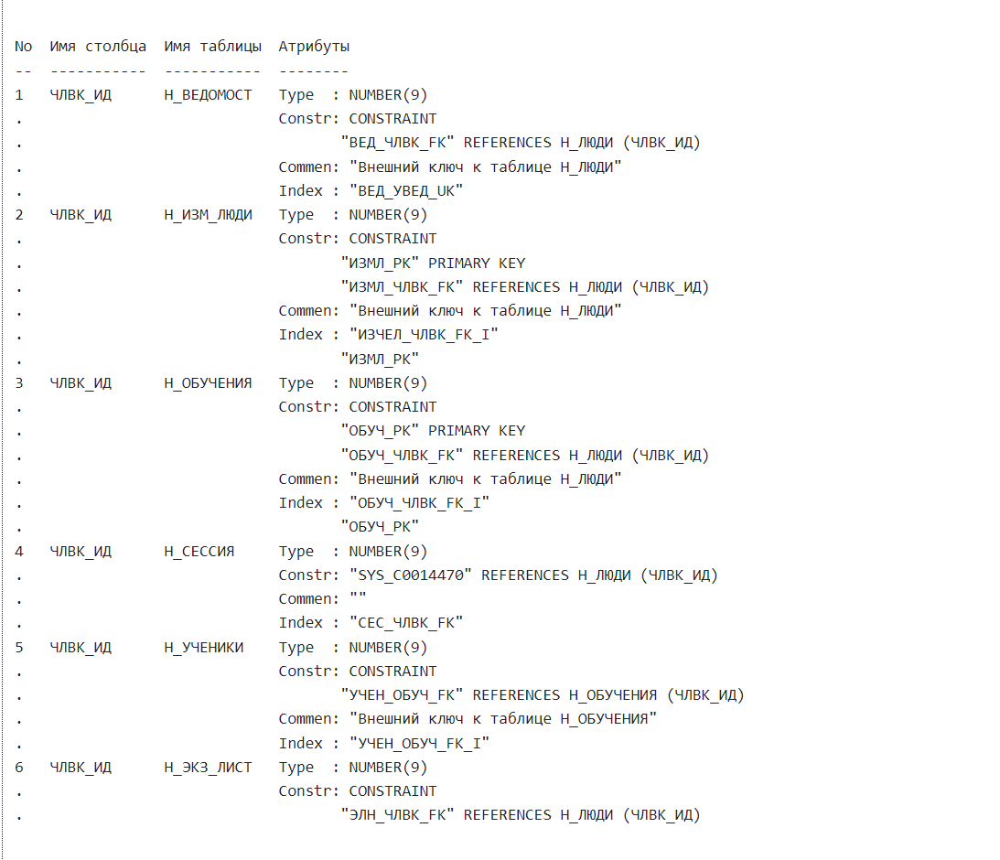 No  Имя столбца  Имя таблицы  Атрибуты
--  -----------  -----------  --------
1   ЧЛВК_ИД      Н_ВЕДОМОСТ   Type  : NUMBER(9)
.                             Constr: CONSTRAINT
.                                    "ВЕД_ЧЛВК_FK" REFERENCES Н_ЛЮДИ (ЧЛВК_ИД)
.                             Commen: "Внешний ключ к таблице Н_ЛЮДИ"
.                             Index : "ВЕД_УВЕД_UK"
2   ЧЛВК_ИД      Н_ИЗМ_ЛЮДИ   Type  : NUMBER(9)
.                             Constr: CONSTRAINT
.                                    "ИЗМЛ_PK" PRIMARY KEY
.                                    "ИЗМЛ_ЧЛВК_FK" REFERENCES Н_ЛЮДИ (ЧЛВК_ИД)
.                             Commen: "Внешний ключ к таблице Н_ЛЮДИ"
.                             Index : "ИЗЧЕЛ_ЧЛВК_FK_I"
.                                    "ИЗМЛ_PK"
3   ЧЛВК_ИД      Н_ОБУЧЕНИЯ   Type  : NUMBER(9)
.                             Constr: CONSTRAINT
.                                    "ОБУЧ_PK" PRIMARY KEY
.                                    "ОБУЧ_ЧЛВК_FK" REFERENCES Н_ЛЮДИ (ЧЛВК_ИД)
.                             Commen: "Внешний ключ к таблице Н_ЛЮДИ"
.                             Index : "ОБУЧ_ЧЛВК_FK_I"
.                                    "ОБУЧ_PK"
4   ЧЛВК_ИД      Н_СЕССИЯ     Type  : NUMBER(9)
.                             Constr: "SYS_C0014470" REFERENCES Н_ЛЮДИ (ЧЛВК_ИД)
.                             Commen: ""
.                             Index : "СЕС_ЧЛВК_FK"
5   ЧЛВК_ИД      Н_УЧЕНИКИ    Type  : NUMBER(9)
.                             Constr: CONSTRAINT
.                                    "УЧЕН_ОБУЧ_FK" REFERENCES Н_ОБУЧЕНИЯ (ЧЛВК_ИД)
.                             Commen: "Внешний ключ к таблице Н_ОБУЧЕНИЯ"
.                             Index : "УЧЕН_ОБУЧ_FK_I"
6   ЧЛВК_ИД      Н_ЭКЗ_ЛИСТ   Type  : NUMBER(9)
.                             Constr: CONSTRAINT
.                                    "ЭЛН_ЧЛВК_FK" REFERENCES Н_ЛЮДИ (ЧЛВК_ИД)